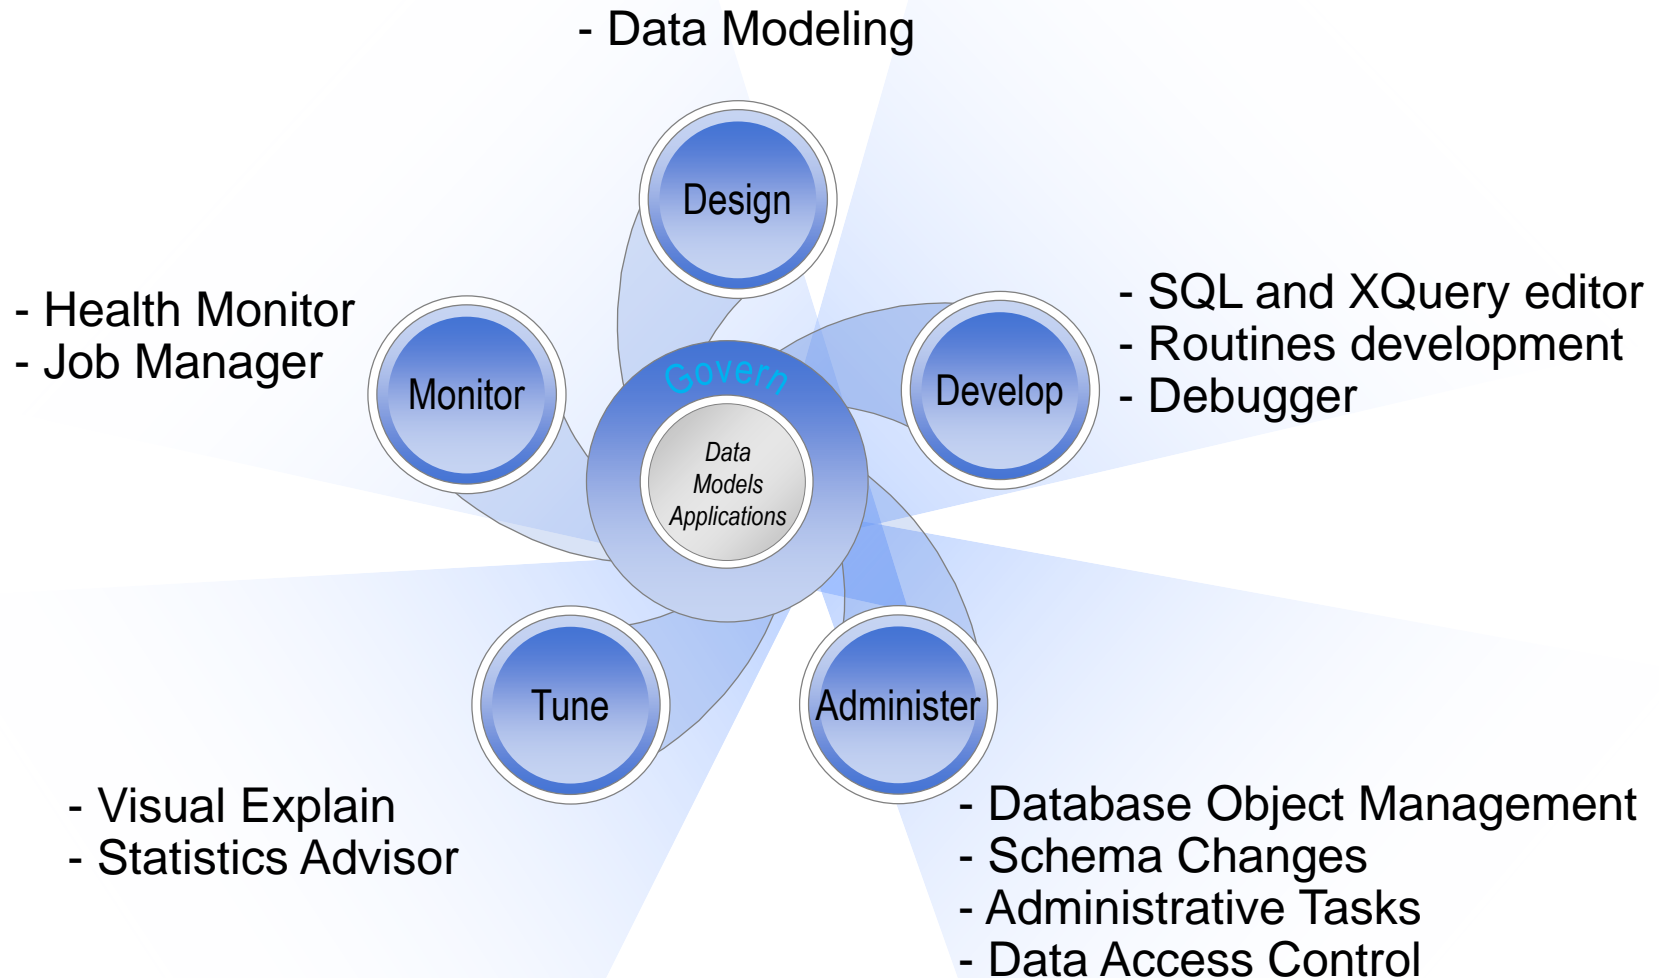 - Data Modeling
Design
- Health Monitor
- Job Manager
Monitor
Govern
Data
Models
Applications
Develop
- SQL and XQuery editor
- Routines development
- Debugger
Tune
- Visual Explain
- Statistics Advisor
Administer
- Database Object Management
- Schema Changes
- Administrative Tasks
- Data Access Control